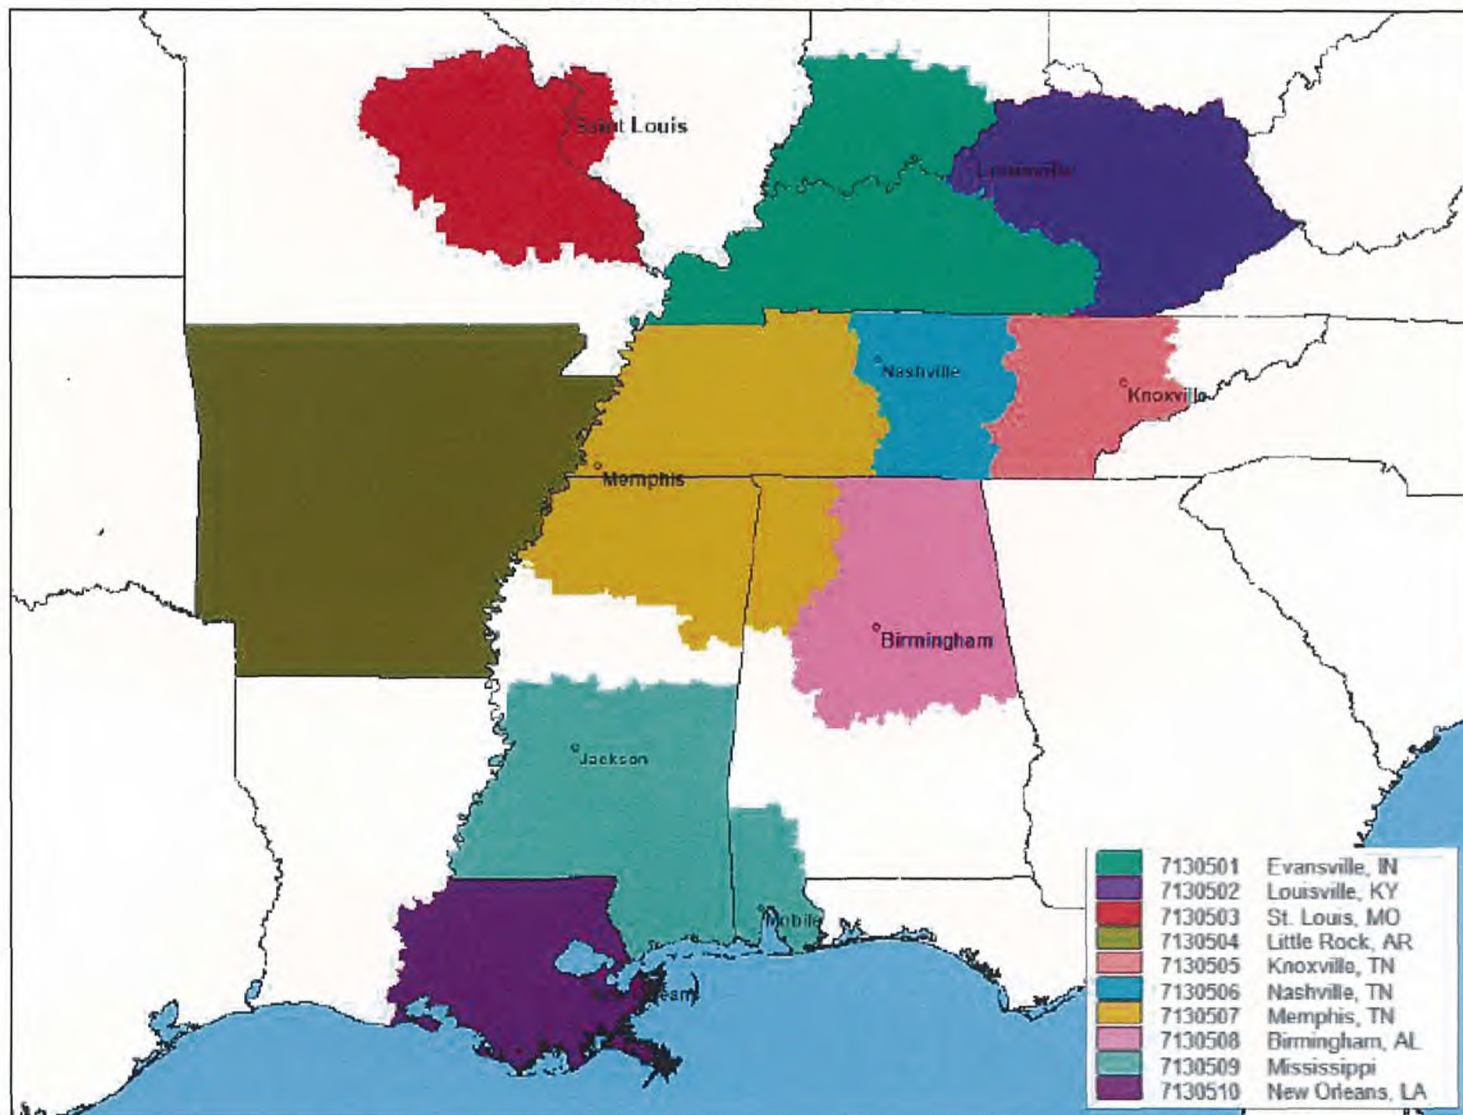 Saint Louis
Louisville
Nashville
Knoxville
Memphis
Birmingham
Jackson
Mobile
7130501 Evansville, IN
7130502 Louisville, KY
7130503 St. Louis, MO
7130504 Little Rock, AR
7130505 Knoxville, TN
7130506 Nashville, TN
7130507 Memphis, TN
7130508 Birmingham, AL
7130509 Mississippi
7130510 New Orleans, LA